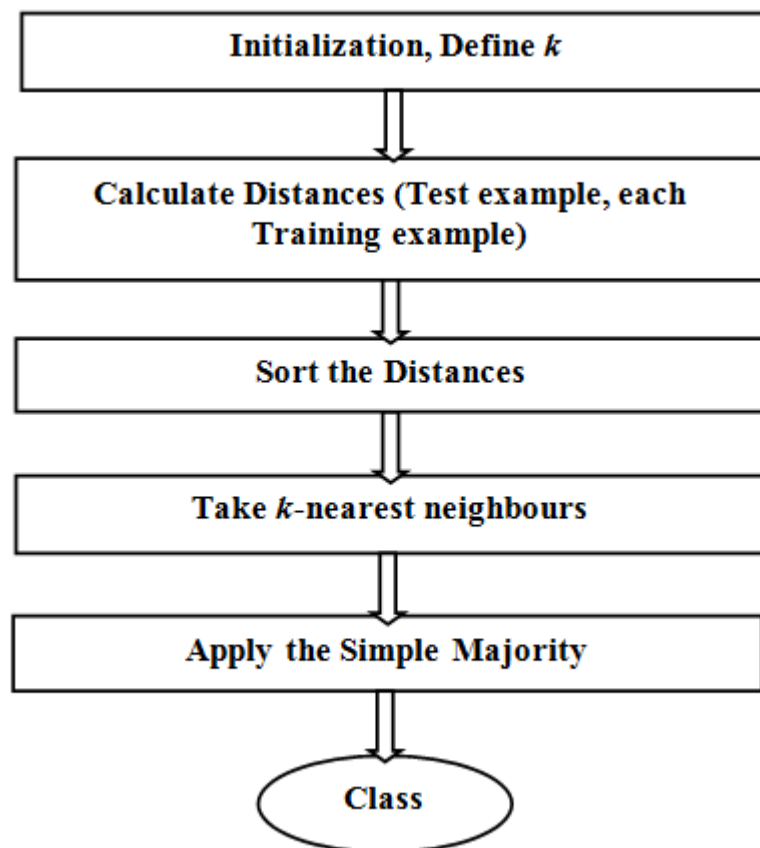 Initialization, Define k
Calculate Distances (Test example, each
Training example)
Sort the Distances
Take k-nearest neighbours
Apply the Simple Majority
Class